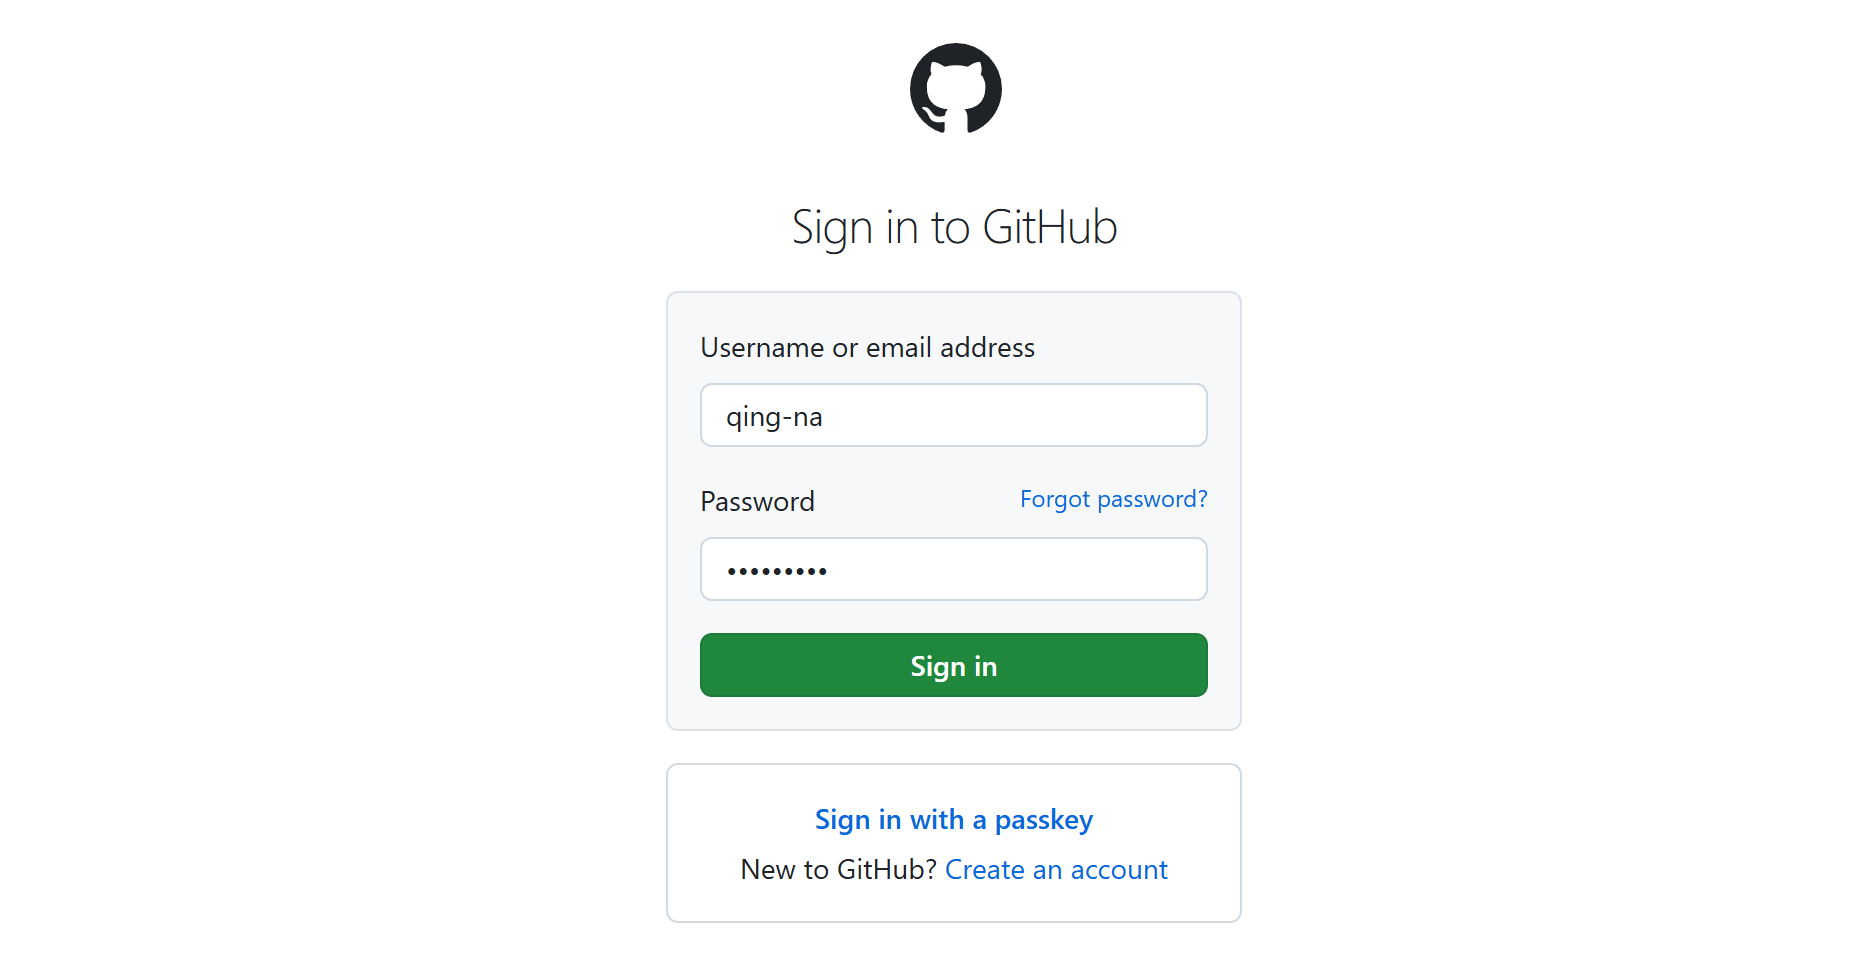 Sign in to GitHub
Username or email address
qing-na
Password
Forgot password?
•••••••••
Sign in
Sign in with a passkey
New to GitHub? Create an account